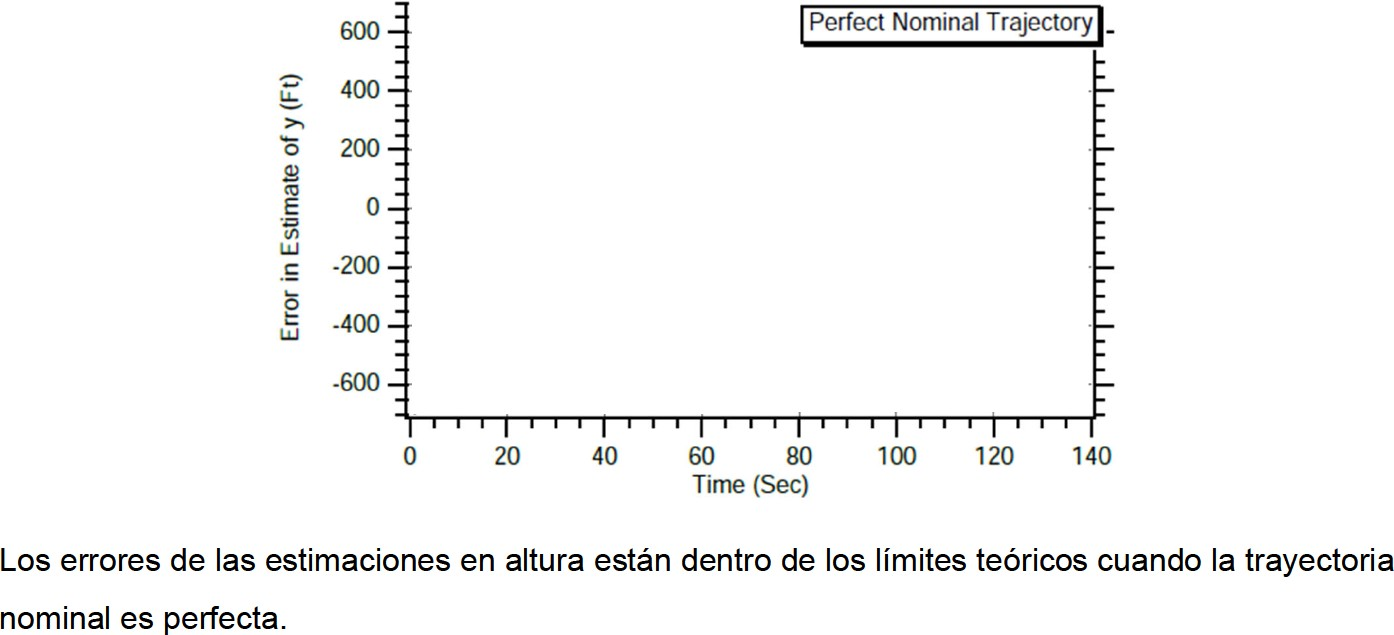 Perfect Nominal Trajectory
600
400
200
0
-200
-400
-600
Error in Estimate of y (Ft)
0 20 40 60 80 100 120 140
Time (Sec)
Los errores de las estimaciones en altura están dentro de los límites teóricos cuando la trayectoria
nominal es perfecta.